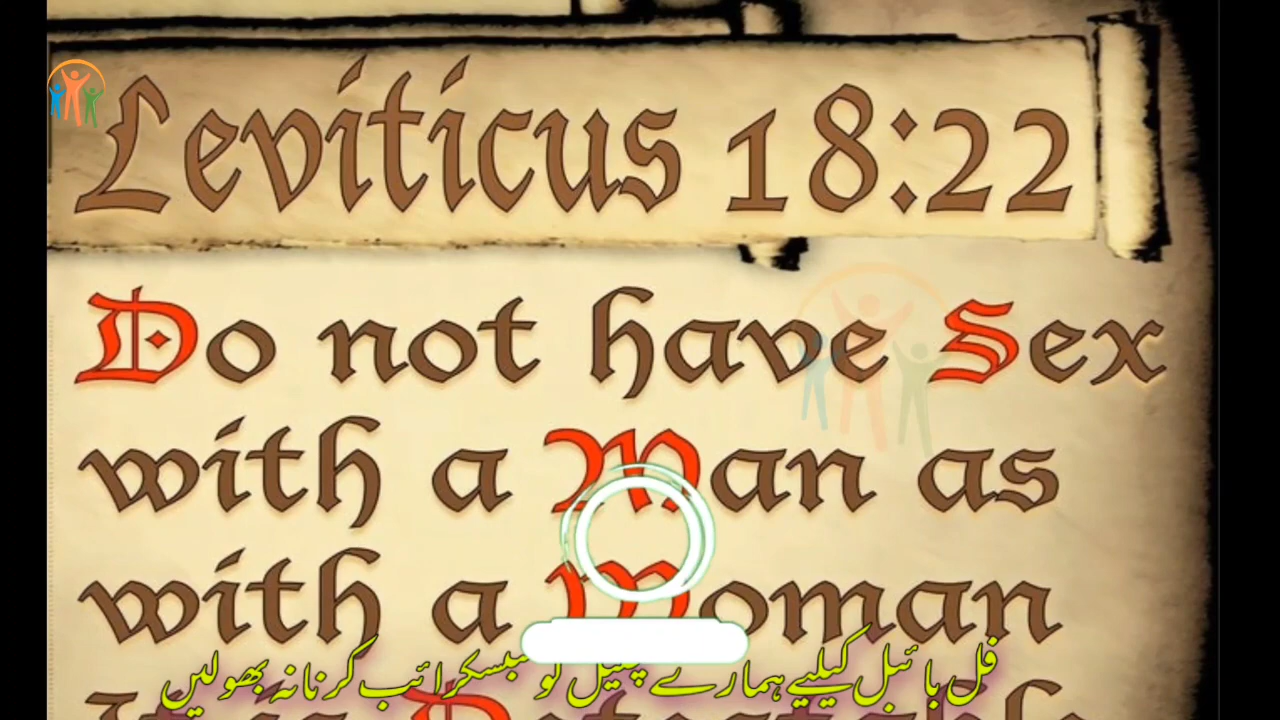 Leviticus 18:22
Do not have Sex
with a Man as
with a Woman
فل بائبل کیلیے ہمارے چینل کو سبسکرائب کرنا نہ بھولیں